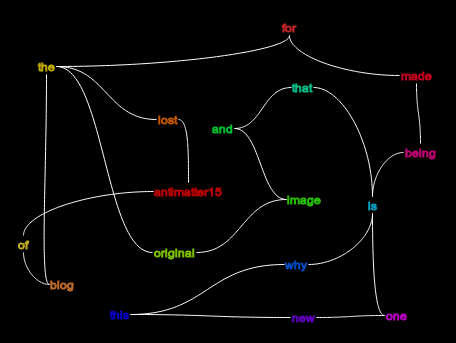 for
the
made
that
lost
and
being
antimatter15
image
is
of
original
why
blog
this
new
one